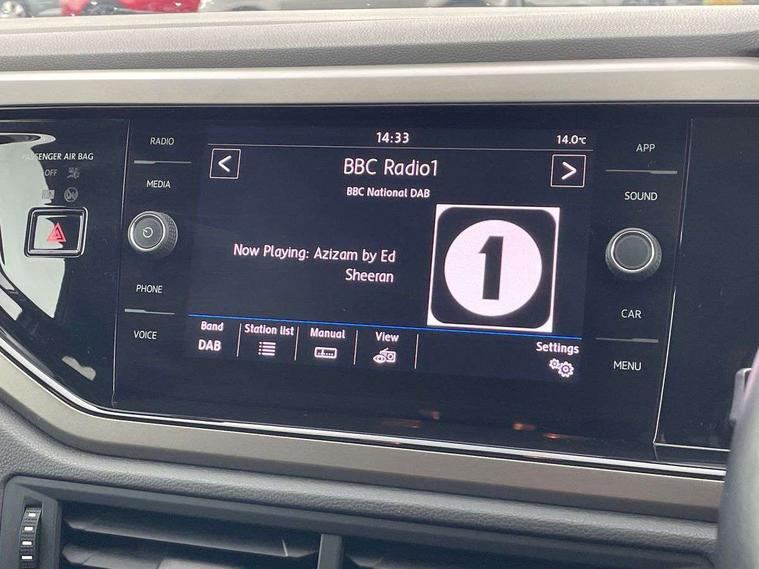 RADIO
MEDIA
PHONE
VOICE
PASSENGER AIR BAG
OFF
14:33
14.0°C
<
BBC Radio1
>
BBC National DAB
Now Playing: Azizam by Ed
Sheeran
1
Band
DAB
Station list
Manual
View
Settings
APP
SOUND
CAR
MENU